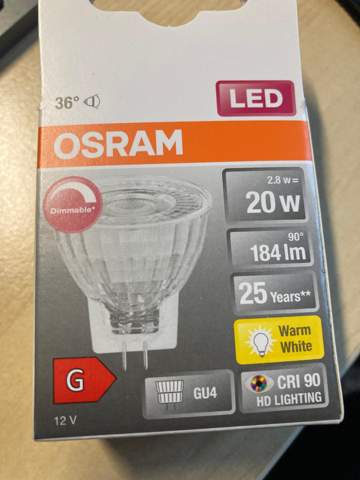 36°
LED
OSRAM
Dimmable*
2.8 w=
20 w
90°
184 lm
25 Years**
Warm
White
G
GU4
CRI 90
HD LIGHTING
12 V